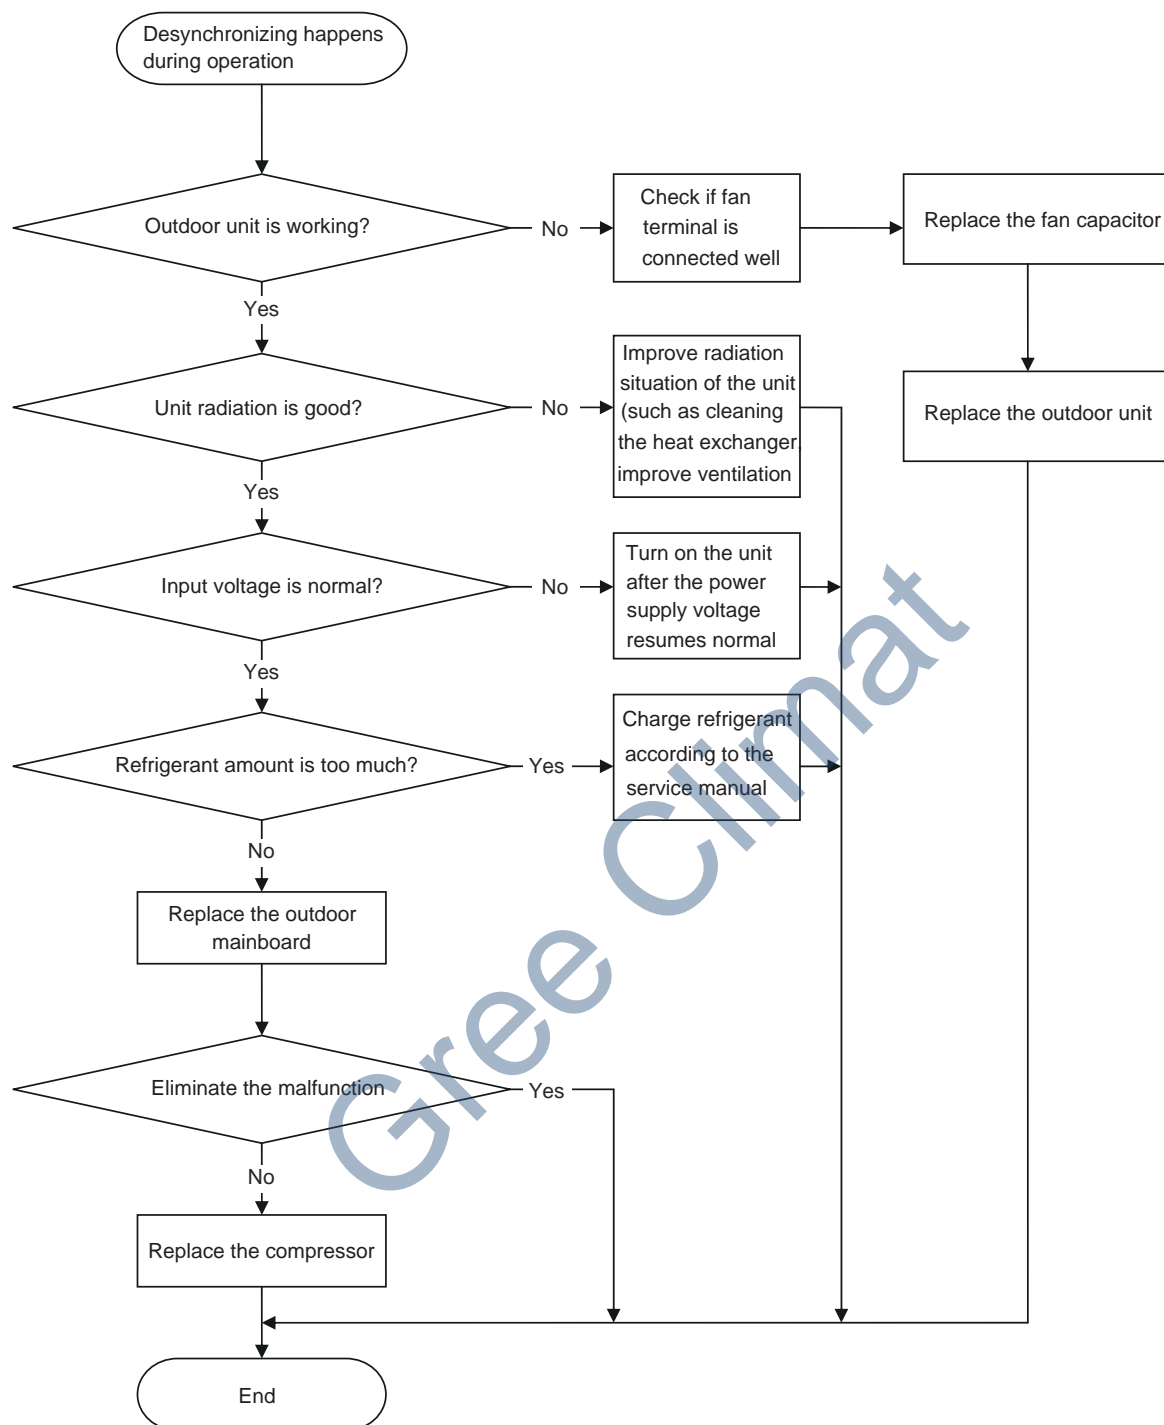 Desynchronizing happens
during operation
Outdoor unit is working?
No
Check if fan
terminal is
connected well
Replace the fan capacitor
Yes
Unit radiation is good?
No
Improve radiation
situation of the unit
(such as cleaning
the heat exchanger,
improve ventilation
Replace the outdoor unit
Yes
Input voltage is normal?
No
Turn on the unit
after the power
supply voltage
resumes normal
Yes
Refrigerant amount is too much?
Yes
Charge refrigerant
according to the
service manual
No
Replace the outdoor
mainboard
Eliminate the malfunction
Yes
No
Replace the compressor
End
Gree Climat